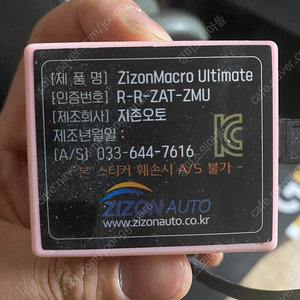 [제 품 명] ZizonMacro Ultimate
[인증번호] R-R-ZAT-ZMU
[제조회사] 지존오토
제조년월일 :
[A/S] 033-644-7616
- 본 스티커 훼손시 A/S 불가 -
ZIZON AUTO
www.zizonauto.co.kr